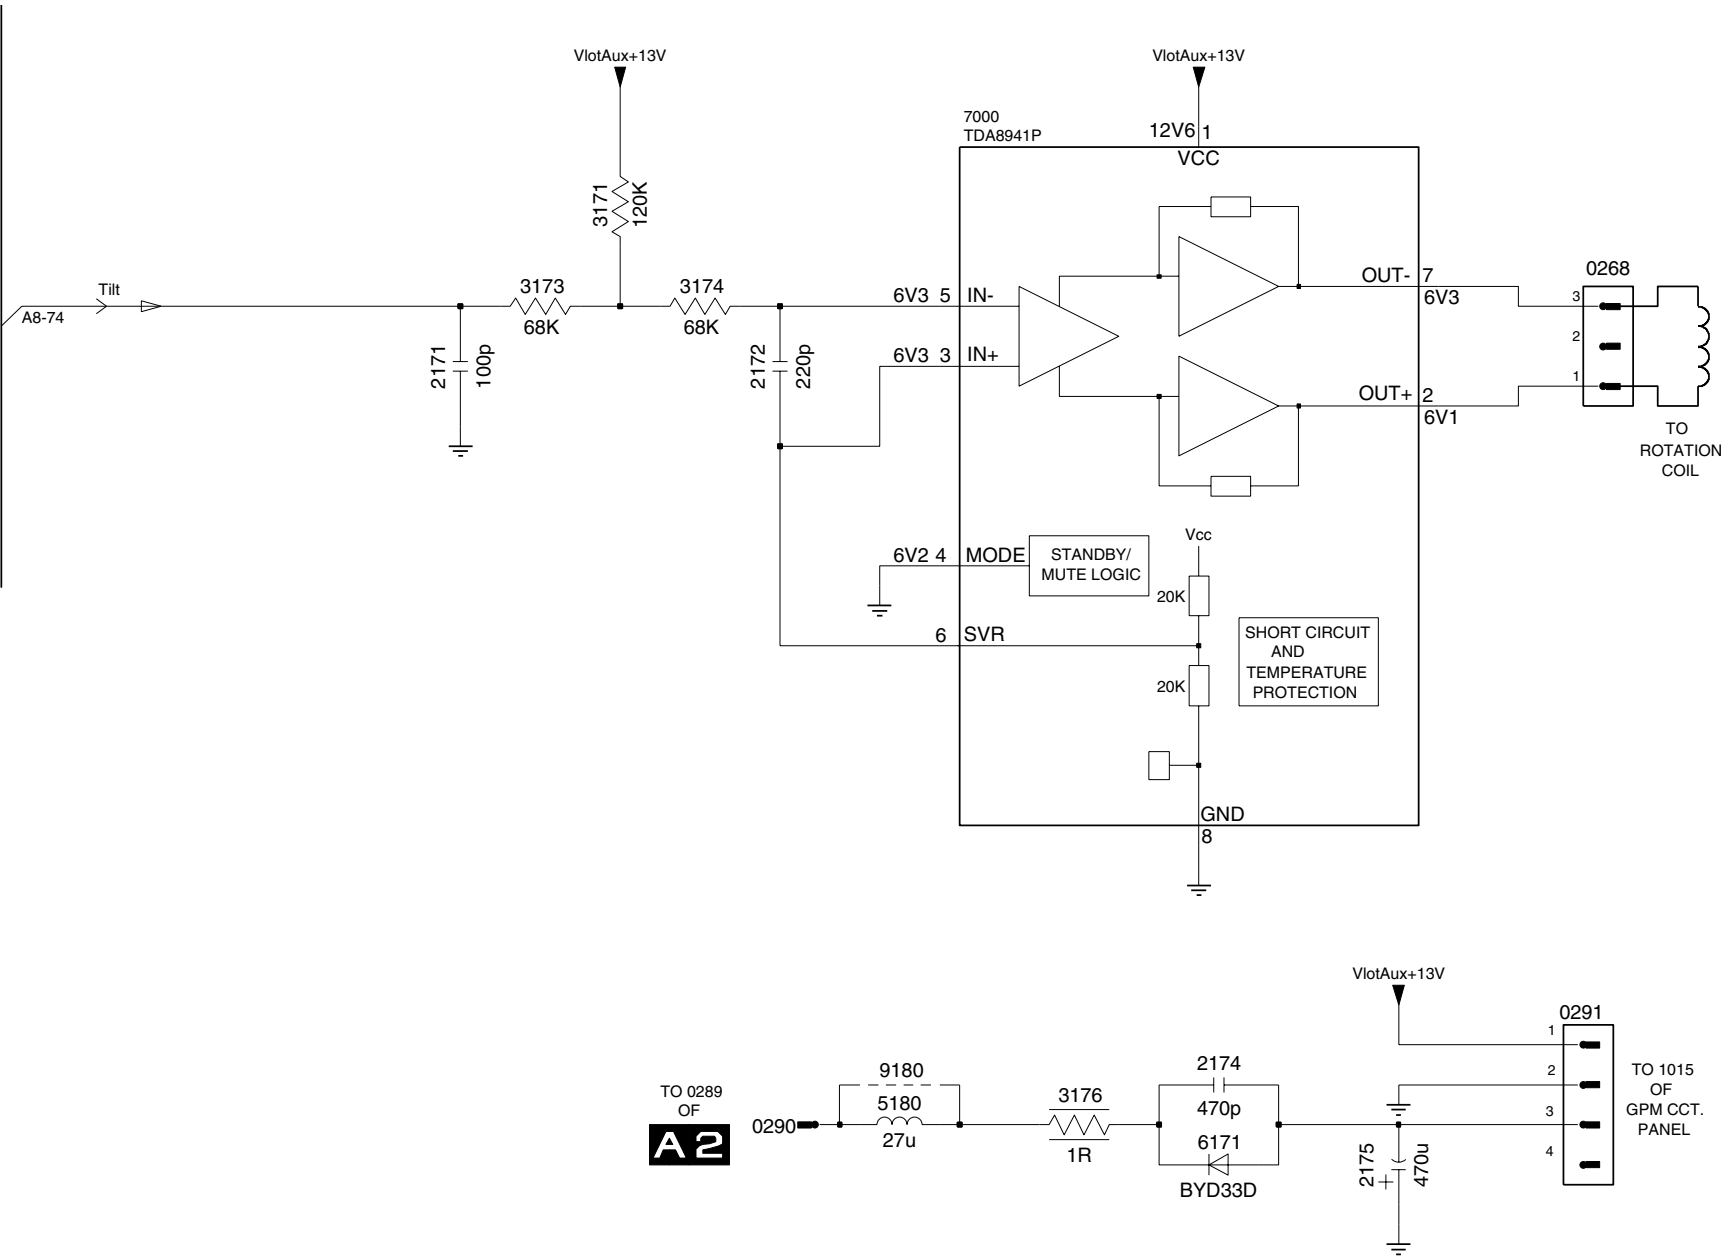 VlotAux+13V
VlotAux+13V
7000
TDA8941P
12V6 1
VCC
3171
120K
Tilt
A8-74
3173
68K
3174
68K
2171
100p
2172
220p
6V3 5 IN-
6V3 3 IN+
OUT- 7
6V3
OUT+ 2
6V1
0268
3
2
1
TO
ROTATION
COIL
6V2 4 MODE
STANDBY/
MUTE LOGIC
Vcc
20K
6 SVR
20K
SHORT CIRCUIT
AND
TEMPERATURE
PROTECTION
GND
8
VlotAux+13V
0291
1
2
3
4
TO 1015
OF
GPM CCT.
PANEL
TO 0289
OF
A2
0290
9180
5180
27u
3176
1R
2174
470p
6171
BYD33D
2175
+
470u